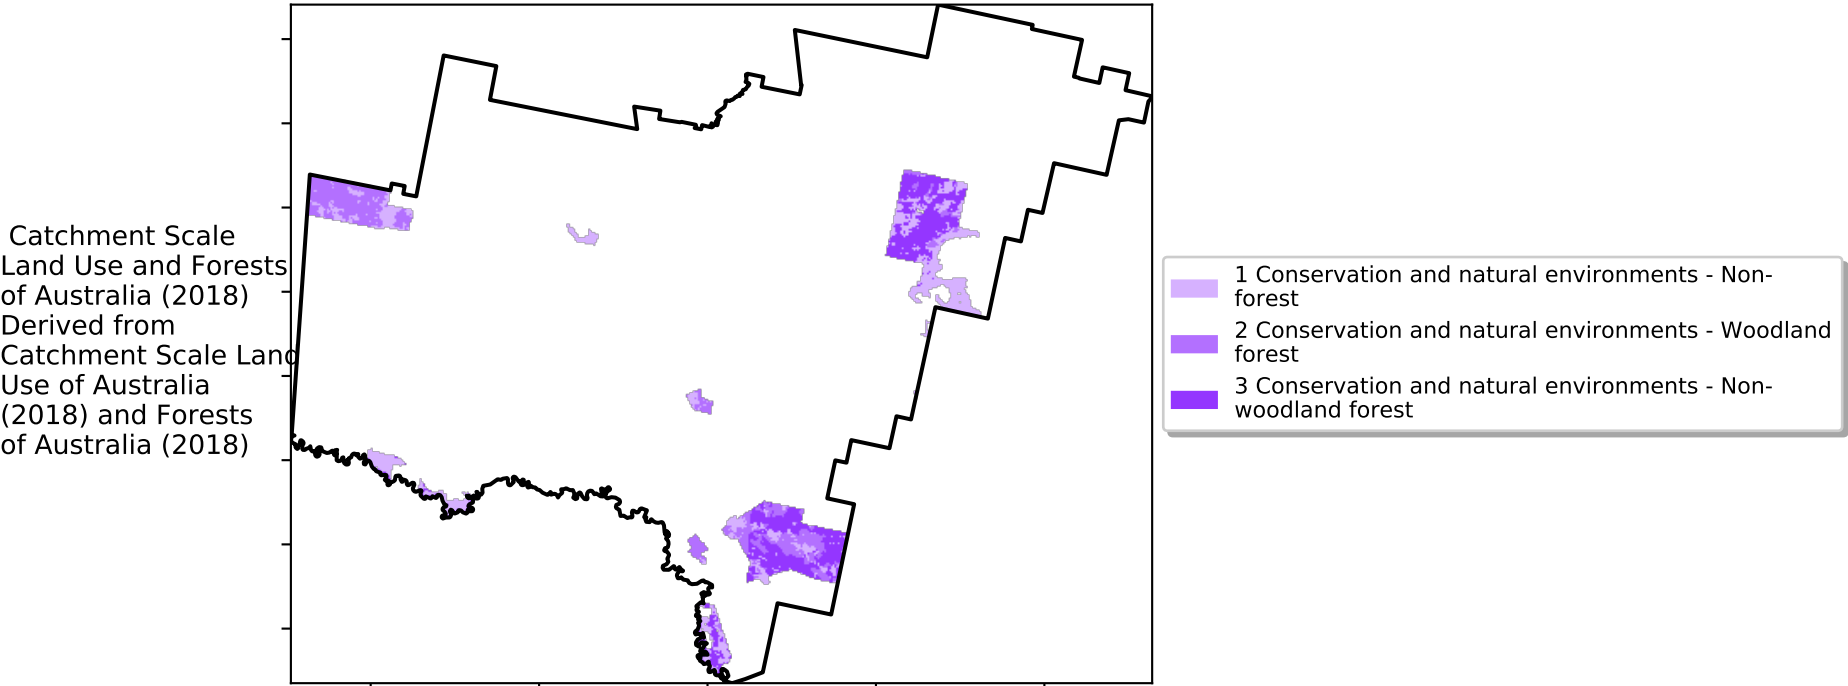 Catchment Scale
Land Use and Forests
of Australia (2018)
Derived from
Catchment Scale Land
Use of Australia
(2018) and Forests
of Australia (2018)
1 Conservation and natural environments - Non-
forest
2 Conservation and natural environments - Woodland
forest
3 Conservation and natural environments - Non-
woodland forest